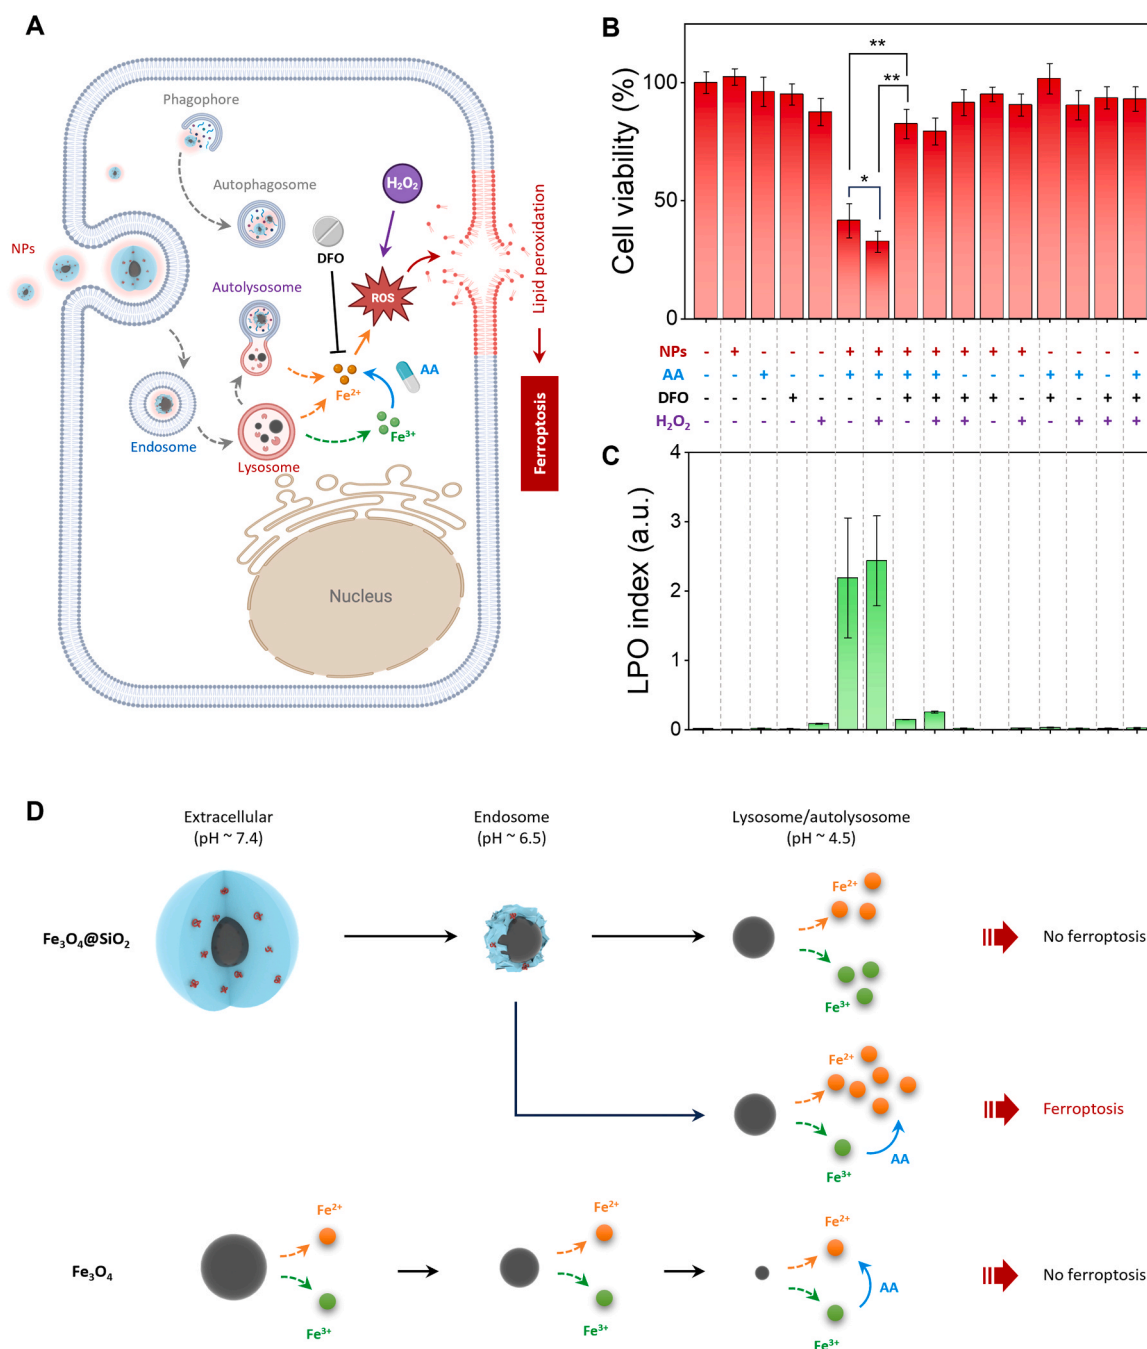 A
Phagophore
Autophagosome
H₂O₂
NPs
DFO
Autolysosome
ROS
Lipid peroxidation
AA
Fe²⁺
Fe³⁺
Endosome
Lysosome
Ferroptosis
Nucleus
B
Cell viability (%)
100
50
0
** 
**
*
NPs - + - - - + + + + + + + - - - -
AA - - + - - + + + + - - - + + - +
DFO - - - + - - - + + + + - + - + +
H₂O₂ - - - - + - + - + + - + - + + +
C
LPO index (a.u.)
4
3
2
1
0
D
Extracellular
(pH ~ 7.4)
Endosome
(pH ~ 6.5)
Lysosome/autolysosome
(pH ~ 4.5)
Fe₃O₄@SiO₂
Fe²⁺
Fe³⁺
No ferroptosis
Fe²⁺
Fe³⁺
AA
Ferroptosis
Fe₃O₄
Fe²⁺
Fe³⁺
Fe²⁺
Fe³⁺
Fe²⁺
AA
Fe³⁺
No ferroptosis